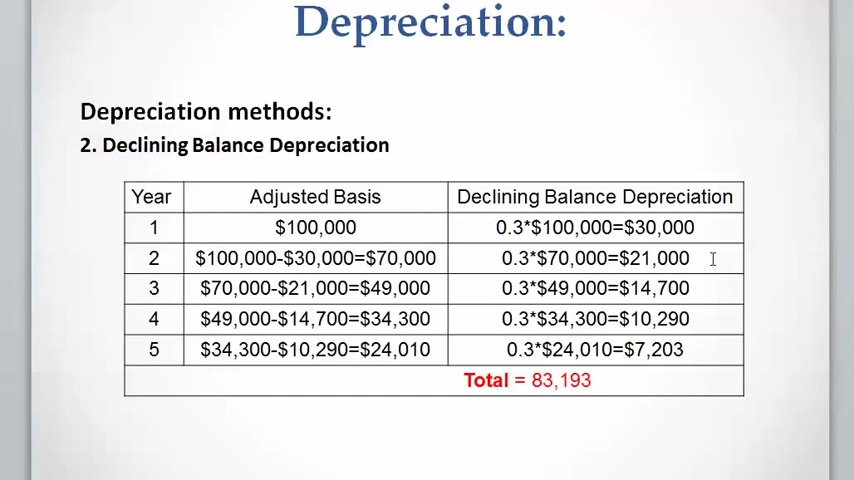 Depreciation:
Depreciation methods:
2. Declining Balance Depreciation
Year Adjusted Basis Declining Balance Depreciation
1 $100,000 0.3*$100,000=$30,000
2 $100,000-$30,000=$70,000 0.3*$70,000=$21,000
3 $70,000-$21,000=$49,000 0.3*$49,000=$14,700
4 $49,000-$14,700=$34,300 0.3*$34,300=$10,290
5 $34,300-$10,290=$24,010 0.3*$24,010=$7,203
Total = 83,193